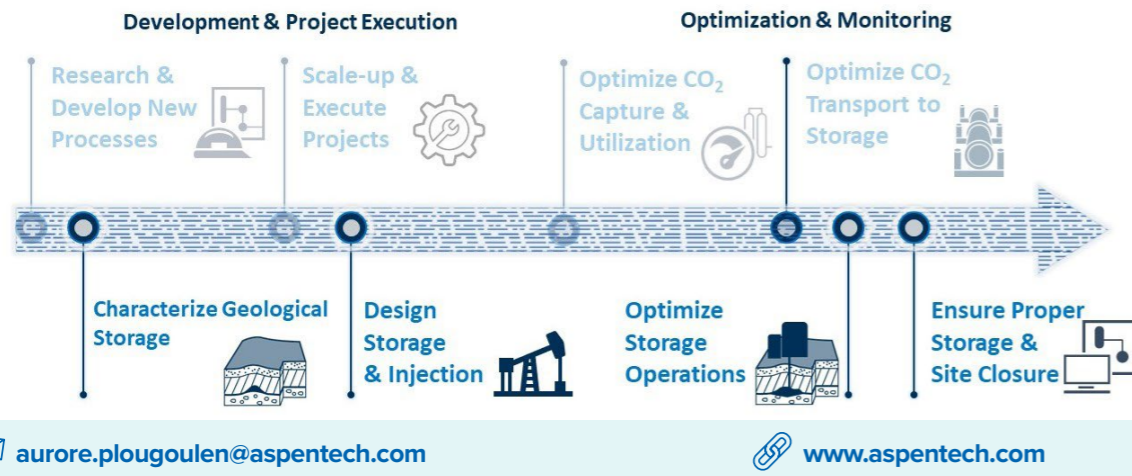 Development & Project Execution
Optimization & Monitoring
Research &
Develop New
Processes
Scale-up &
Execute
Projects
Optimize CO₂
Capture &
Utilization
Optimize CO₂
Transport to
Storage
Characterize Geological
Storage
Design
Storage
& Injection
Optimize
Storage
Operations
Ensure Proper
Storage &
Site Closure
aurore.plougoulen@aspentech.com
www.aspentech.com